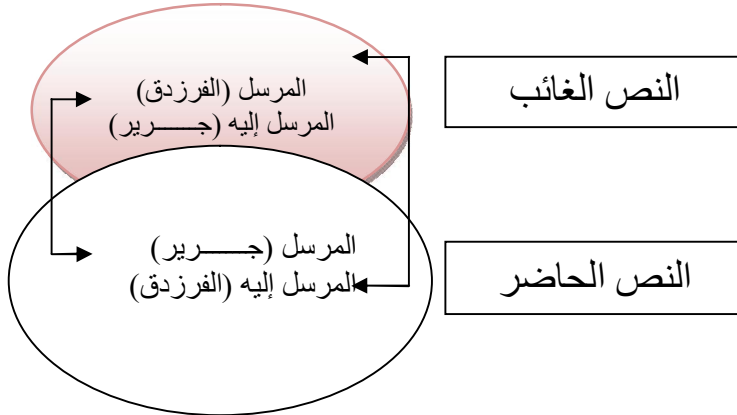 النص الغائب
المرسل (الفرزدق)
المرسل إليه (جـــــرير)
النص الحاضر
المرسل (جـــــرير)
المرسل إليه (الفرزدق)